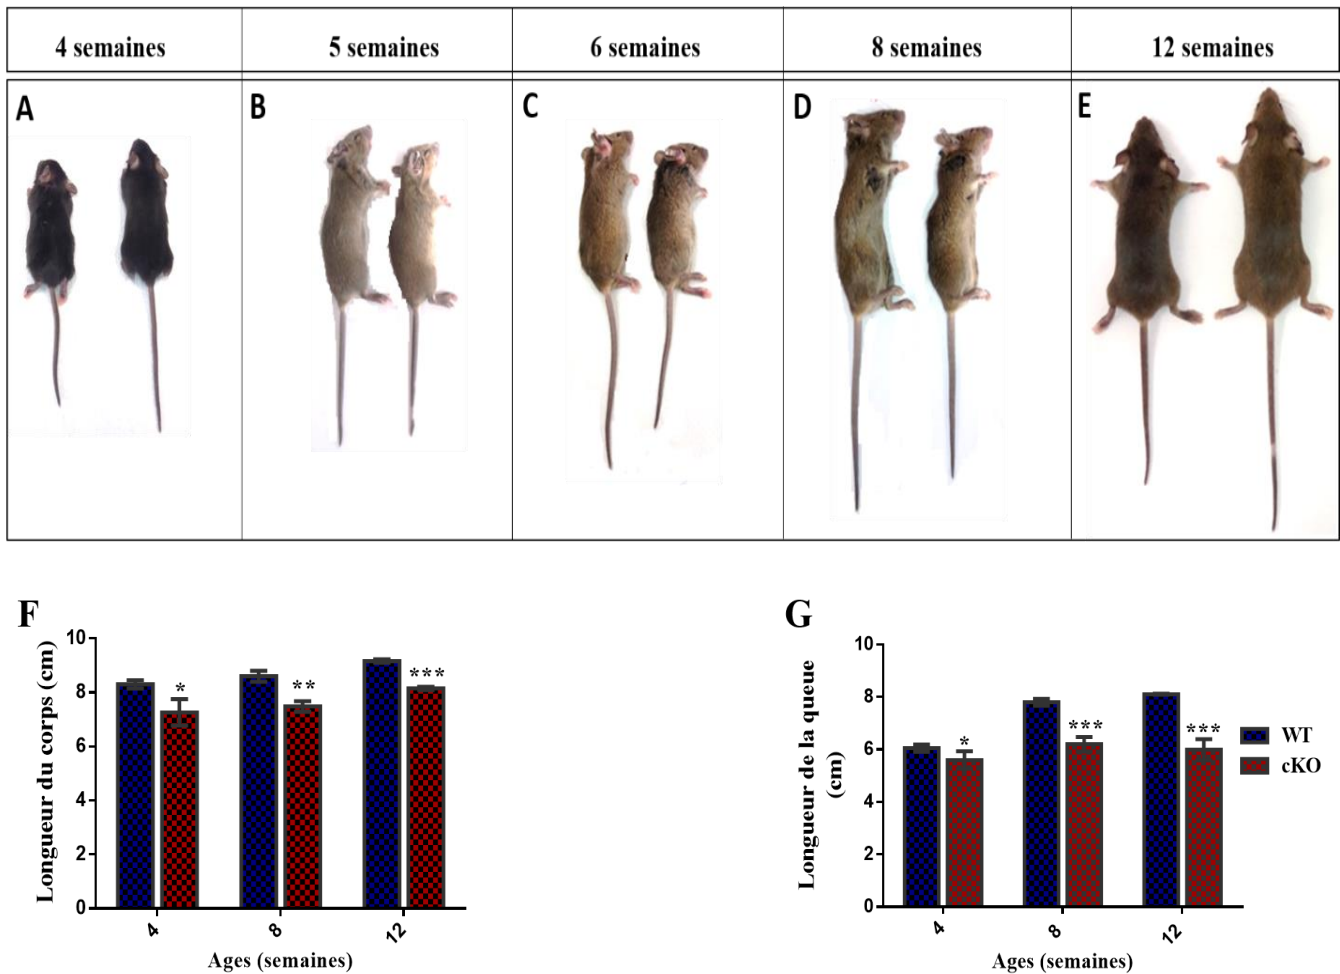 4 semaines
5 semaines
6 semaines
8 semaines
12 semaines
A
B
C
D
E
F
Longueur du corps (cm)
10
8
6
4
2
0
*
**
***
4
8
12
Ages (semaines)
G
Longueur de la queue
(cm)
10
8
6
4
2
0
*
***
***
4
8
12
Ages (semaines)
WT
cKO